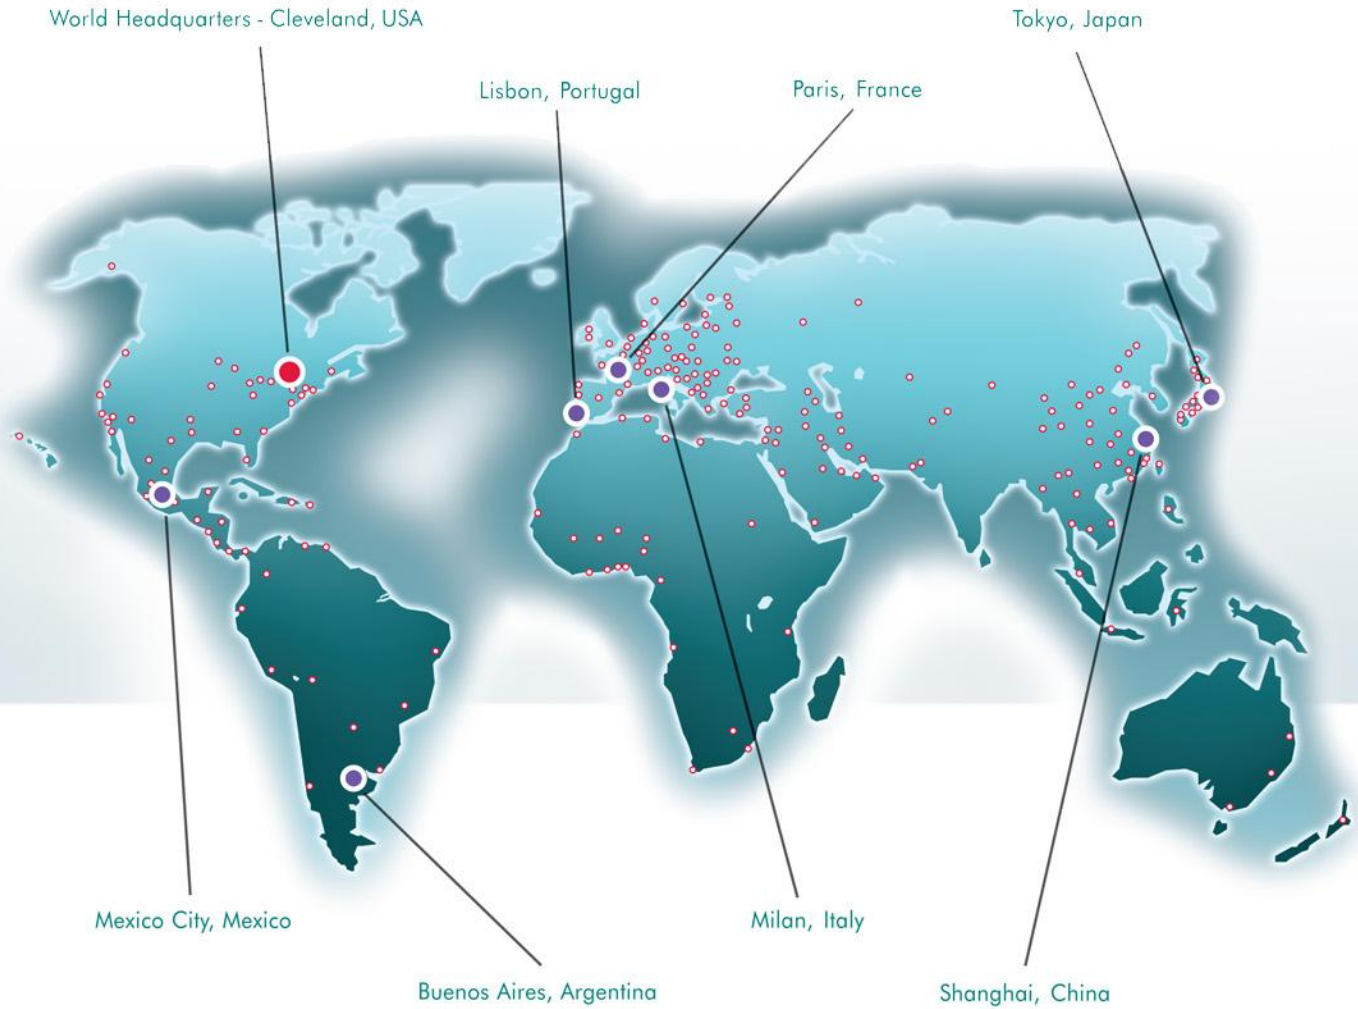 World Headquarters - Cleveland, USA
Tokyo, Japan
Lisbon, Portugal
Paris, France
Mexico City, Mexico
Milan, Italy
Buenos Aires, Argentina
Shanghai, China